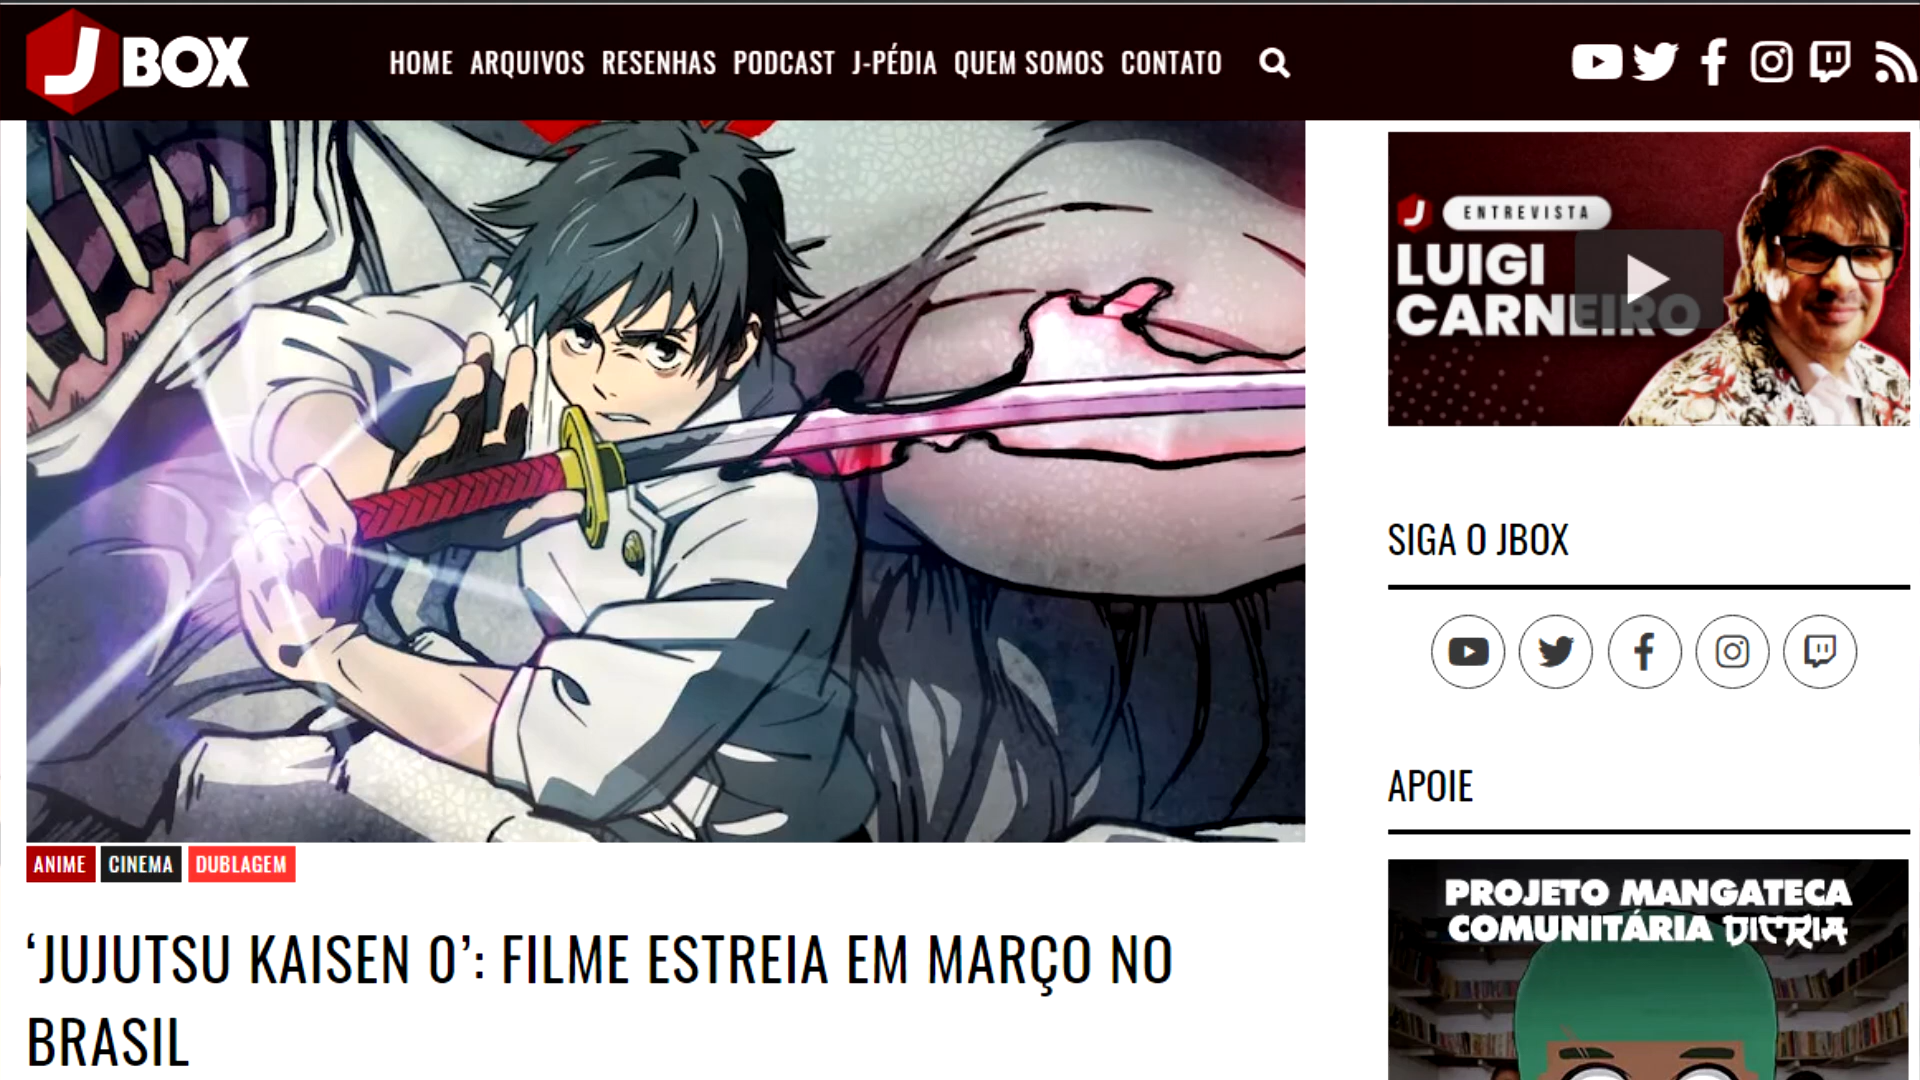 J BOX
HOME ARQUIVOS RESENHAS PODCAST J-PÉDIA QUEM SOMOS CONTATO
J ENTREVISTA
LUIGI
CARNEIRO
SIGA O JBOX
APOIE
PROJETO MANGATECA
COMUNITÁRIA DICRIA
ANIME CINEMA DUBLAGEM
‘JUJUTSU KAISEN 0’: FILME ESTREIA EM MARÇO NO
BRASIL